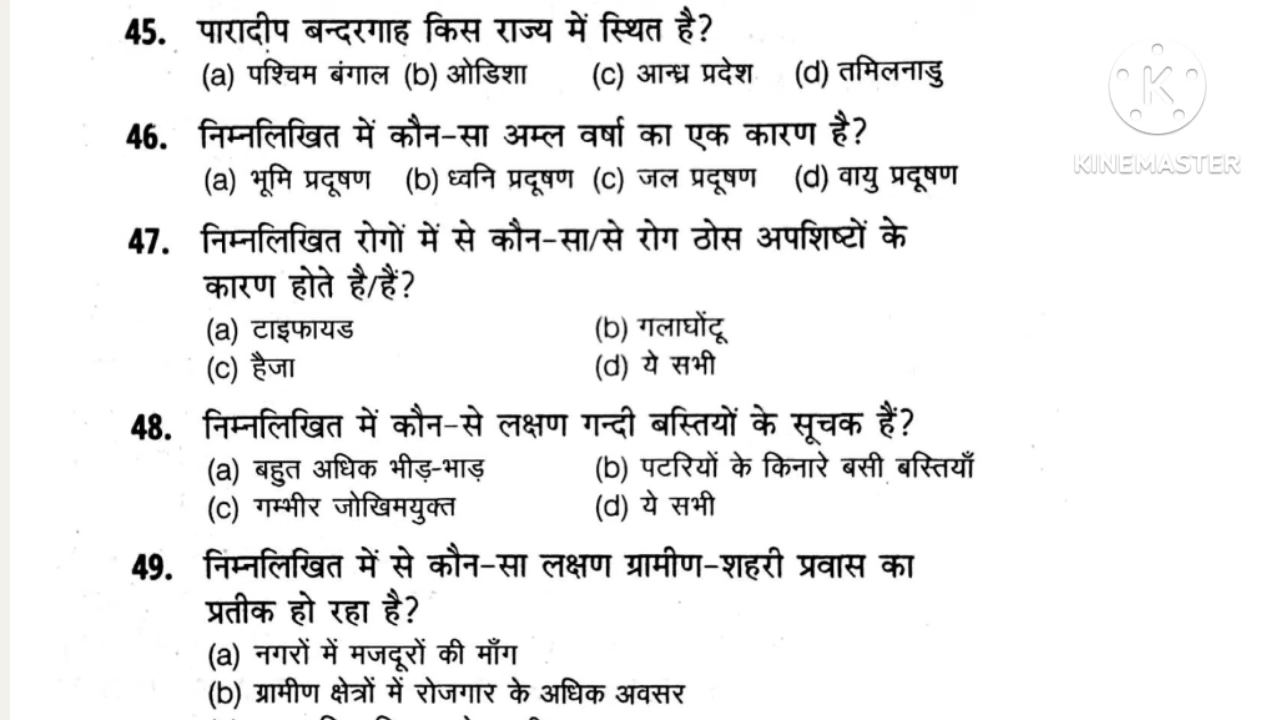 45. पारादीप बन्दरगाह किस राज्य में स्थित है?
(a) पश्चिम बंगाल (b) ओडिशा (c) आन्ध्र प्रदेश (d) तमिलनाडु
46. निम्नलिखित में कौन-सा अम्ल वर्षा का एक कारण है?
(a) भूमि प्रदूषण (b) ध्वनि प्रदूषण (c) जल प्रदूषण (d) वायु प्रदूषण
47. निम्नलिखित रोगों में से कौन-सा/से रोग ठोस अपशिष्टों के
कारण होते है/हैं?
(a) टाइफायड (b) गलाघोंटू
(c) हैजा (d) ये सभी
48. निम्नलिखित में कौन-से लक्षण गन्दी बस्तियों के सूचक हैं?
(a) बहुत अधिक भीड़-भाड़ (b) पटरियों के किनारे बसी बस्तियाँ
(c) गम्भीर जोखिमयुक्त (d) ये सभी
49. निम्नलिखित में से कौन-सा लक्षण ग्रामीण-शहरी प्रवास का
प्रतीक हो रहा है?
(a) नगरों में मजदूरों की माँग
(b) ग्रामीण क्षेत्रों में रोजगार के अधिक अवसर
K
KINEMASTER